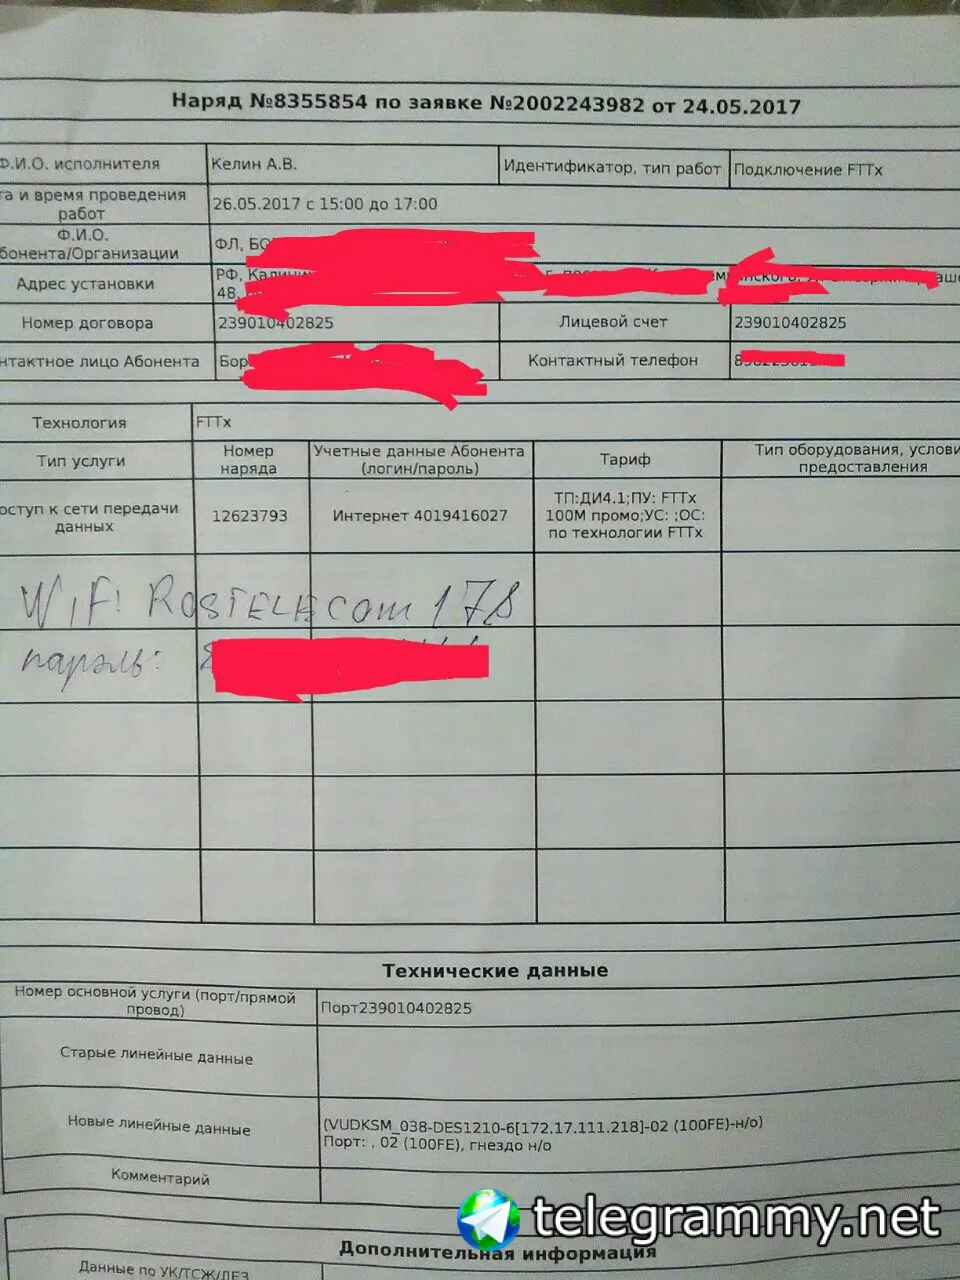 Наряд №8355854 по заявке №2002243982 от 24.05.2017
Ф.И.О. исполнителя
Келин А.В.
Идентификатор, тип работ
Подключение FTTx
та и время проведения
работ
26.05.2017 с 15:00 до 17:00
Ф.И.О.
бонента/Организации
ФЛ,
Адрес установки
РФ,
48,
Номер договора
239010402825
Лицевой счет
239010402825
нтактное лицо Абонента
Бор
Контактный телефон
Технология
FTTx
Тип услуги
Номер
наряда
Учетные данные Абонента
(логин/пароль)
Тариф
Тип оборудования, услови
предоставления
оступ к сети передачи
данных
12623793
Интернет 4019416027
ТП:ДИ4.1;ПУ: FTTx
100М промо;УС: ;ОС:
по технологии FTTx
WiFi Rostelecom 178
пароль:
Технические данные
Номер основной услуги (порт/прямой
провод)
Порт239010402825
Старые линейные данные
Новые линейные данные
(VUDKSM_038-DES1210-6[172.17.111.218]-02 (100FE)-н/о)
Порт: , 02 (100FE), гнездо н/о
Комментарий
telegrammy.net
Дополнительная информация
Данные по УК/ТСЖ/ДЕЗ